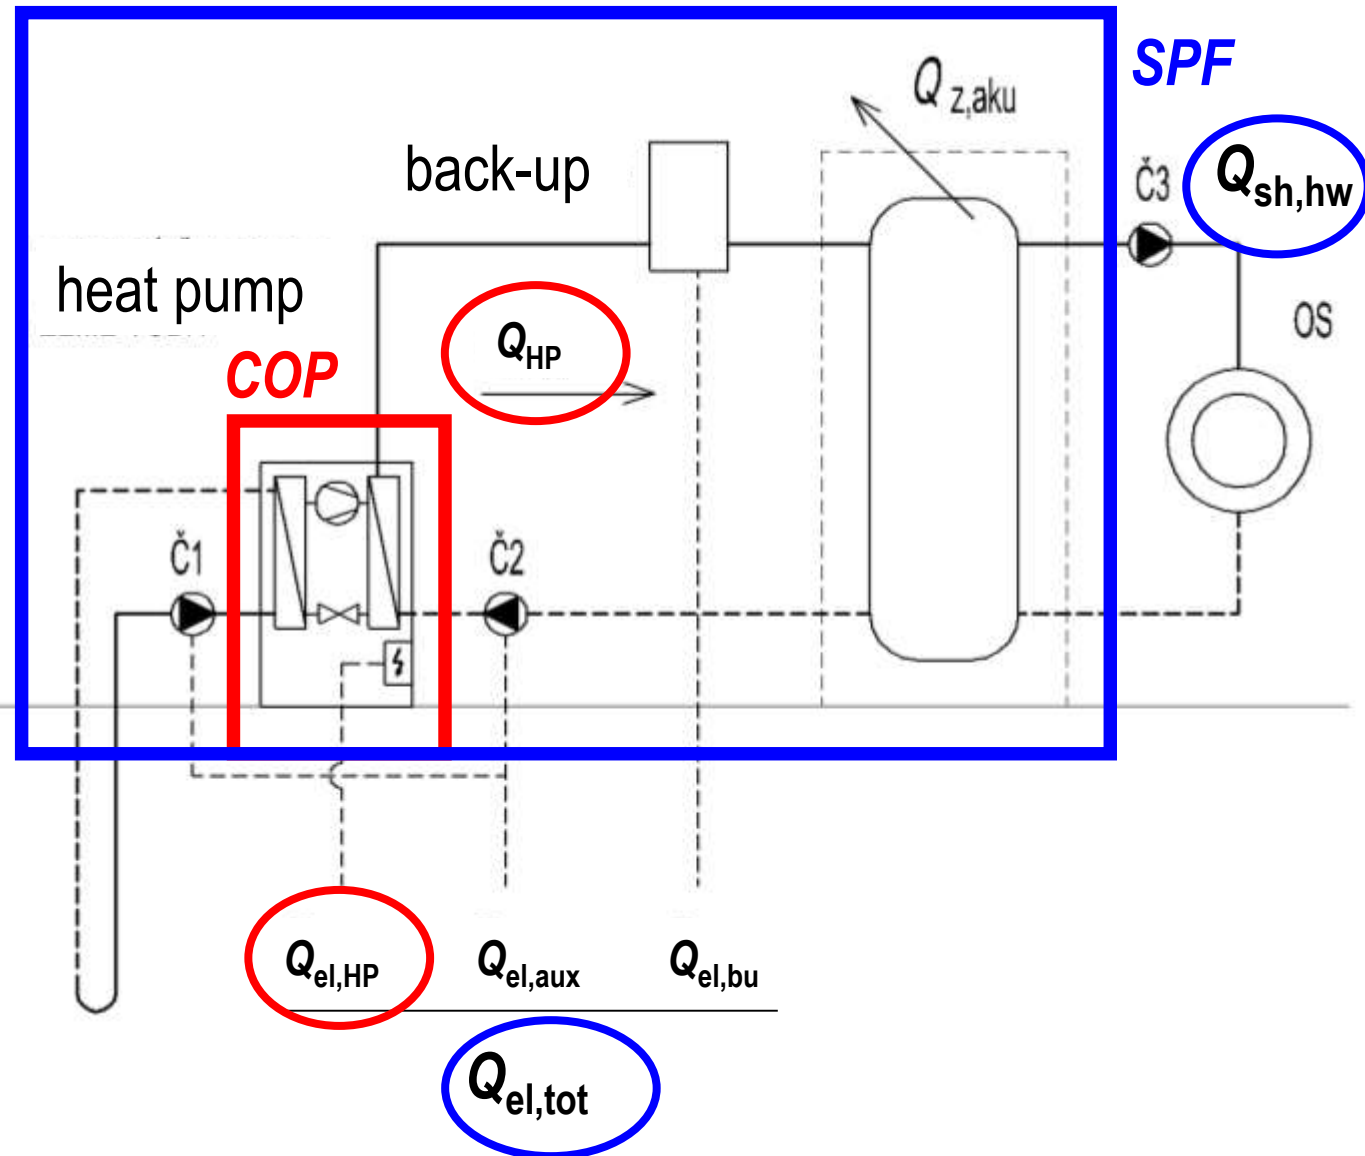 SPF
Q z,aku
back-up
Č3
Qsh,hw
heat pump
QHP
OS
COP
Č1
Č2
Qel,HP
Qel,aux
Qel,bu
Qel,tot